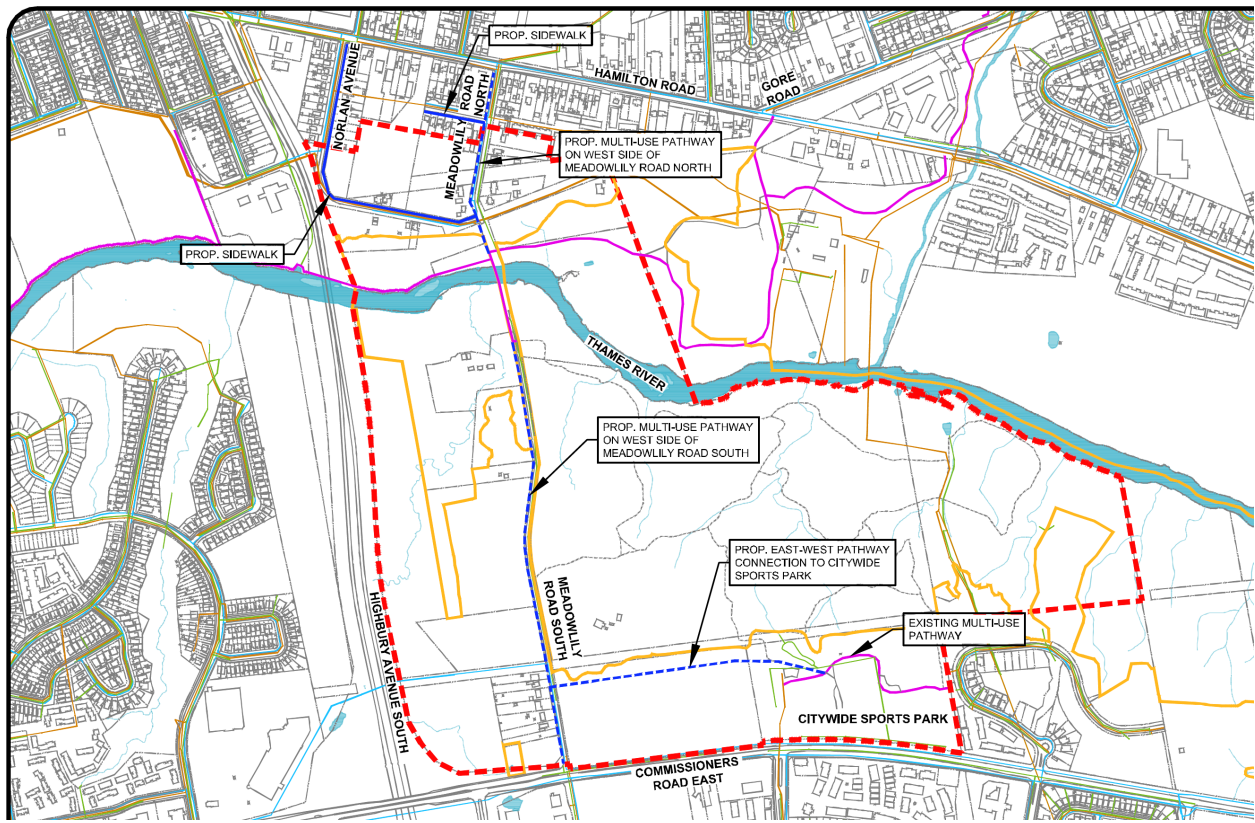 PROP. SIDEWALK
NORLAN AVENUE
MEADOWLILY ROAD
NORTH
HAMILTON ROAD
GORE
ROAD
PROP. MULTI-USE PATHWAY
ON WEST SIDE OF
MEADOWLILY ROAD NORTH
PROP. SIDEWALK
THAMES RIVER
PROP. MULTI-USE PATHWAY
ON WEST SIDE OF
MEADOWLILY ROAD SOUTH
PROP. EAST-WEST PATHWAY
CONNECTION TO CITYWIDE
SPORTS PARK
HIGHBURY AVENUE SOUTH
MEADOWLILY
ROAD SOUTH
EXISTING MULTI-USE
PATHWAY
CITYWIDE SPORTS PARK
COMMISSIONERS
ROAD EAST